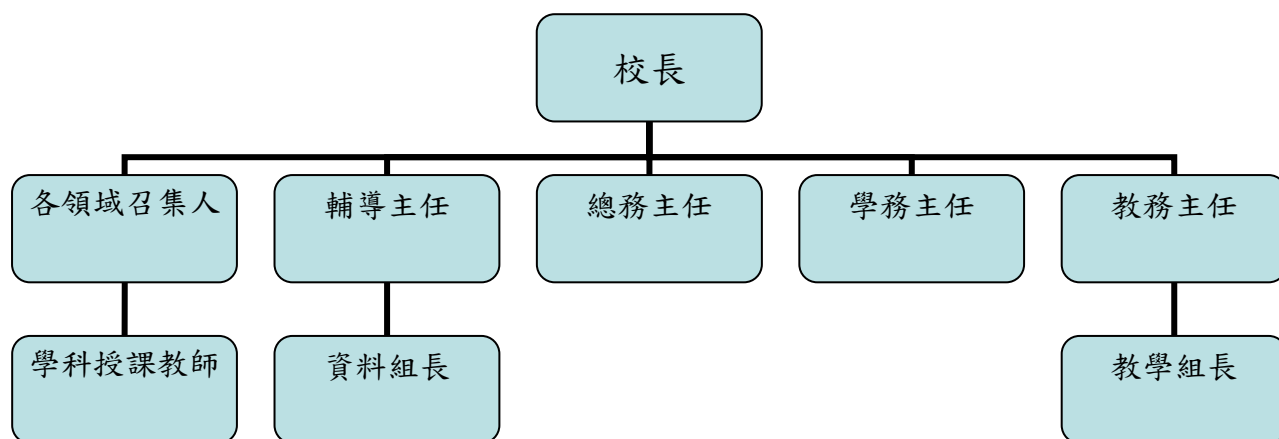 校長
各領域召集人
輔導主任
總務主任
學務主任
教務主任
學科授課教師
資料組長
教學組長